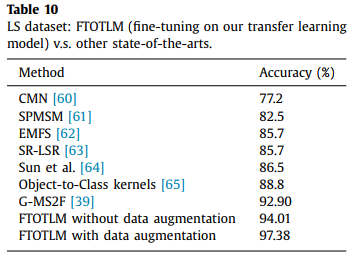 Table 10
LS dataset: FTOTLM (fine-tuning on our transfer learning
model) v.s. other state-of-the-arts.
Method Accuracy (%)
CMN [60] 77.2
SPMSM [61] 82.5
EMFS [62] 85.7
SR-LSR [63] 85.7
Sun et al. [64] 86.5
Object-to-Class kernels [65] 88.8
G-MS2F [39] 92.90
FTOTLM without data augmentation 94.01
FTOTLM with data augmentation 97.38